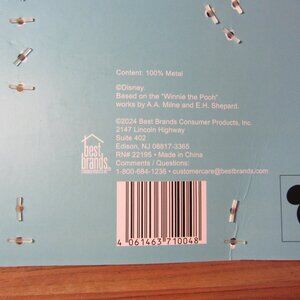 Content: 100% Metal
©Disney.
Based on the "Winnie the Pooh"
works by A.A. Milne and E.H. Shepard.
©2024 Best Brands Consumer Products, Inc.
2147 Lincoln Highway
Suite 402
Edison, NJ 08817-3365
RN# 22195 • Made in China
Comments / Questions:
1-800-684-1236 • customercare@bestbrands.com
best
brands
4 061463 710048